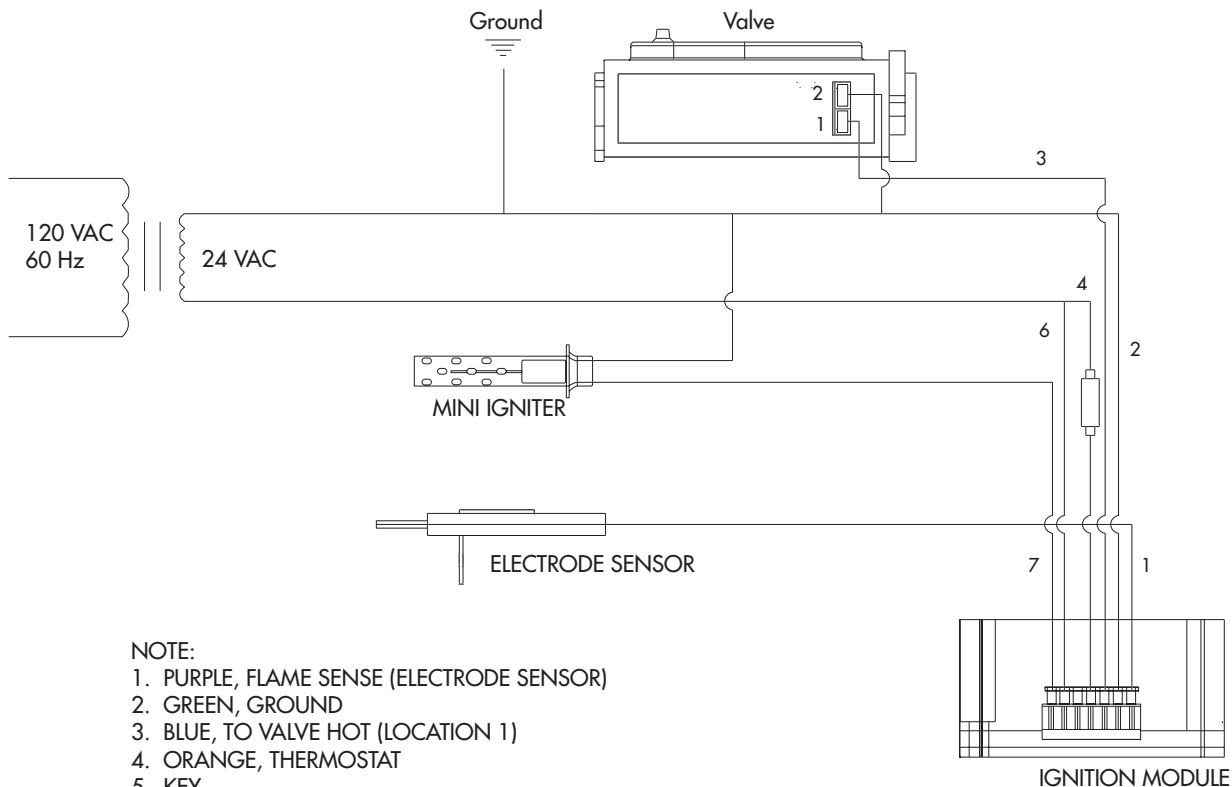 Ground
Valve
2
1
3
120 VAC
60 Hz
24 VAC
4
6
2
MINI IGNITER
ELECTRODE SENSOR
7
1
NOTE:
1. PURPLE, FLAME SENSE (ELECTRODE SENSOR)
2. GREEN, GROUND
3. BLUE, TO VALVE HOT (LOCATION 1)
4. ORANGE, THERMOSTAT
5. KEY
IGNITION MODULE